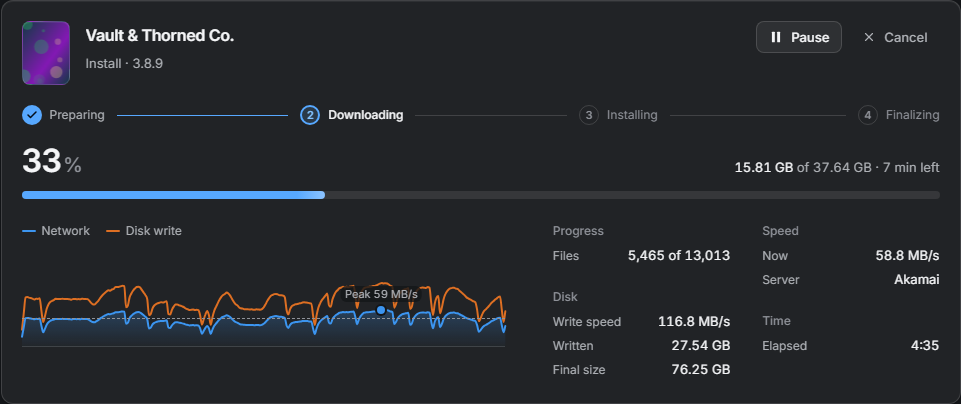 Vault & Thorned Co.
Install · 3.8.9
Pause
Cancel
Preparing
2 Downloading
3 Installing
4 Finalizing
33%
15.81 GB of 37.64 GB · 7 min left
Network
Disk write
Peak 59 MB/s
Progress
Files 5,465 of 13,013
Disk
Write speed 116.8 MB/s
Written 27.54 GB
Final size 76.25 GB
Speed
Now 58.8 MB/s
Server Akamai
Time
Elapsed 4:35